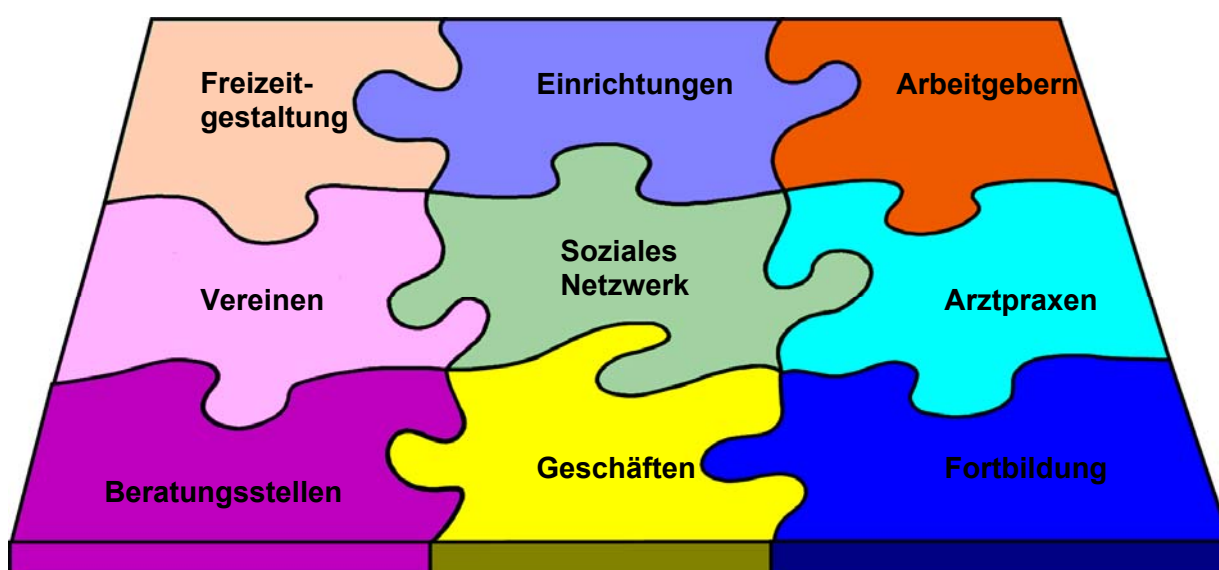 Freizeit-
gestaltung
Einrichtungen
Arbeitgebern
Vereinen
Soziales
Netzwerk
Arztpraxen
Beratungsstellen
Geschäften
Fortbildung